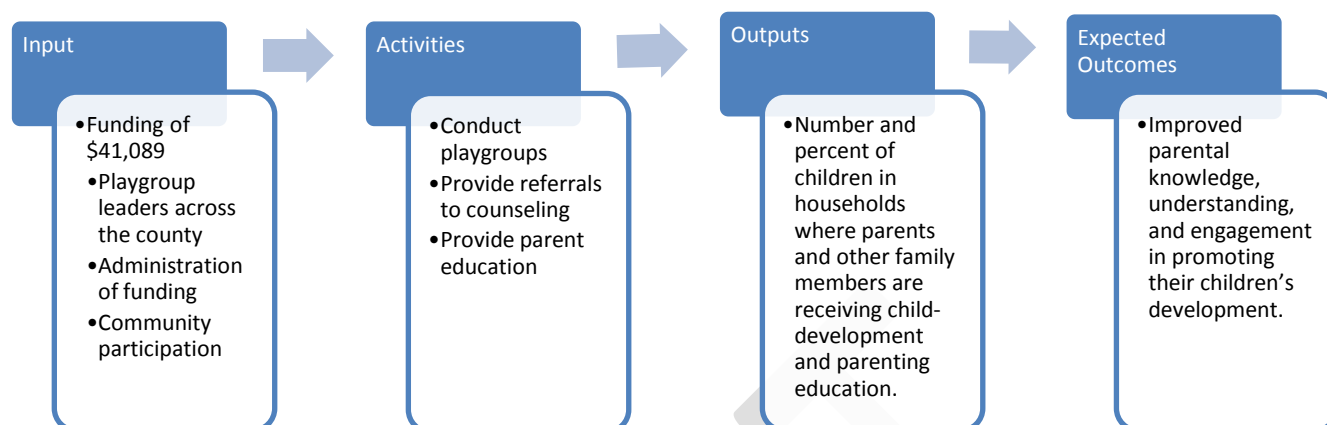 Input
•Funding of
$41,089
•Playgroup
leaders across
the county
•Administration
of funding
•Community
participation
Activities
•Conduct
playgroups
•Provide referrals
to counseling
•Provide parent
education
Outputs
•Number and
percent of
children in
households
where parents
and other family
members are
receiving child-
development
and parenting
education.
Expected
Outcomes
•Improved
parental
knowledge,
understanding,
and engagement
in promoting
their children’s
development.